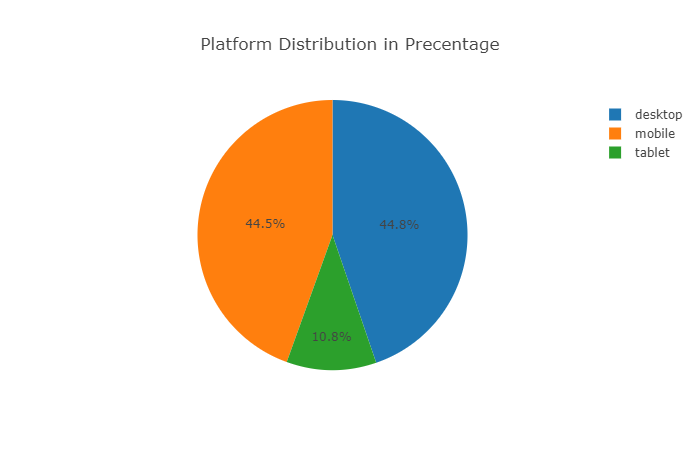 Platform Distribution in Precentage
desktop
mobile
tablet
44.5%
44.8%
10.8%